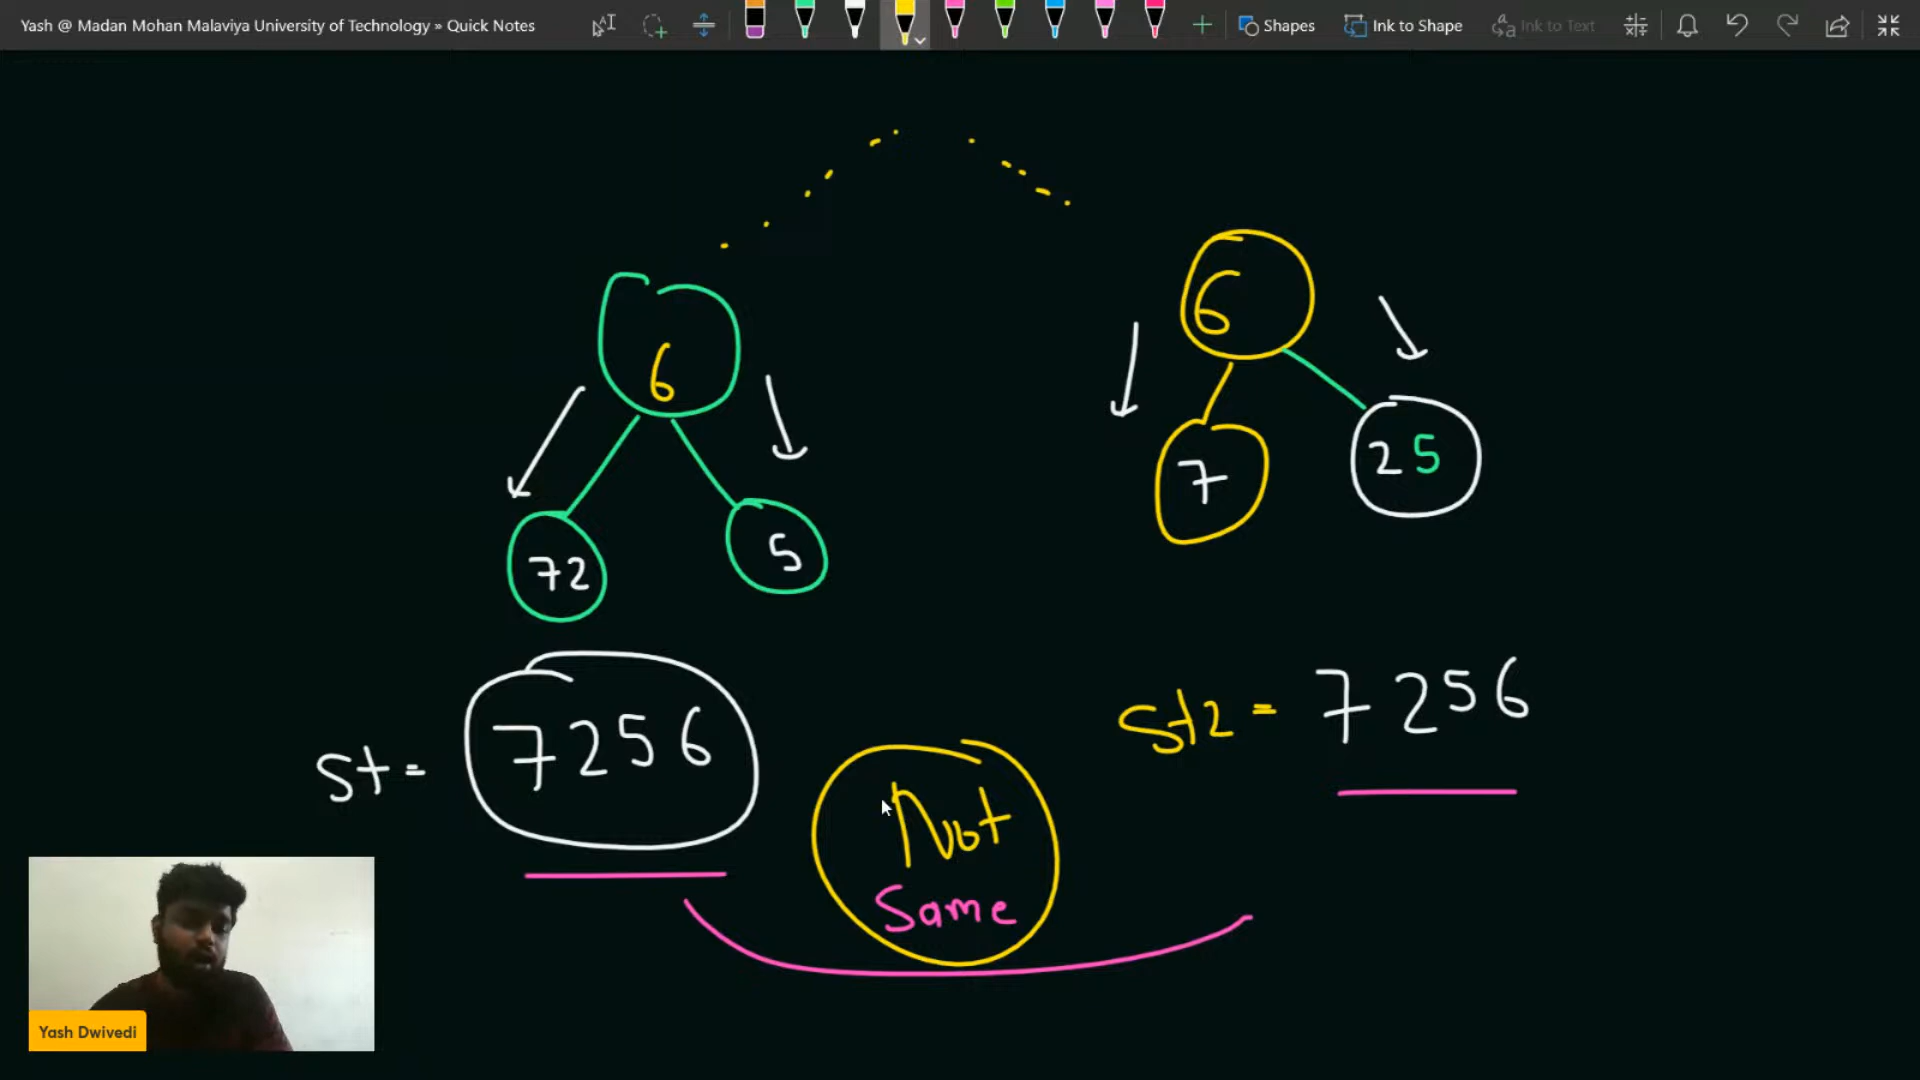 Yash @ Madan Mohan Malaviya University of Technology » Quick Notes
Shapes
Ink to Shape
Ink to Text
6
72
5
6
7
25
st = 7256
st2 = 7256
Not
Same
Yash Dwivedi